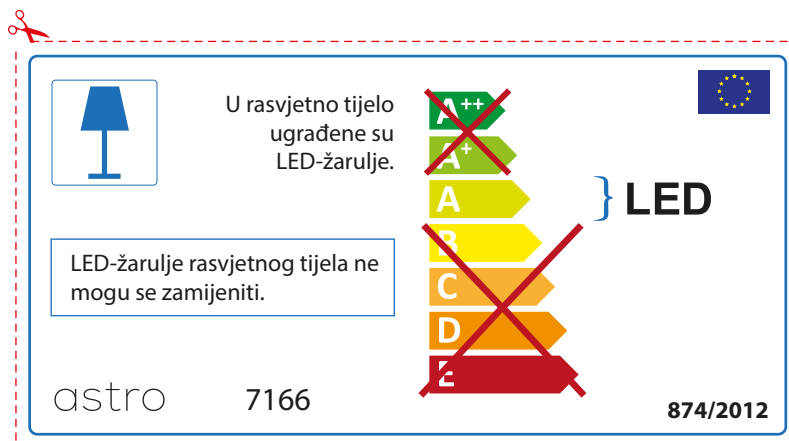 U rasvjetno tijelo
ugrađene su
LED-žarulje.
A++
A+
A
B
C
D
E
LED
LED-žarulje rasvjetnog tijela ne
mogu se zamijeniti.
astro
7166
874/2012